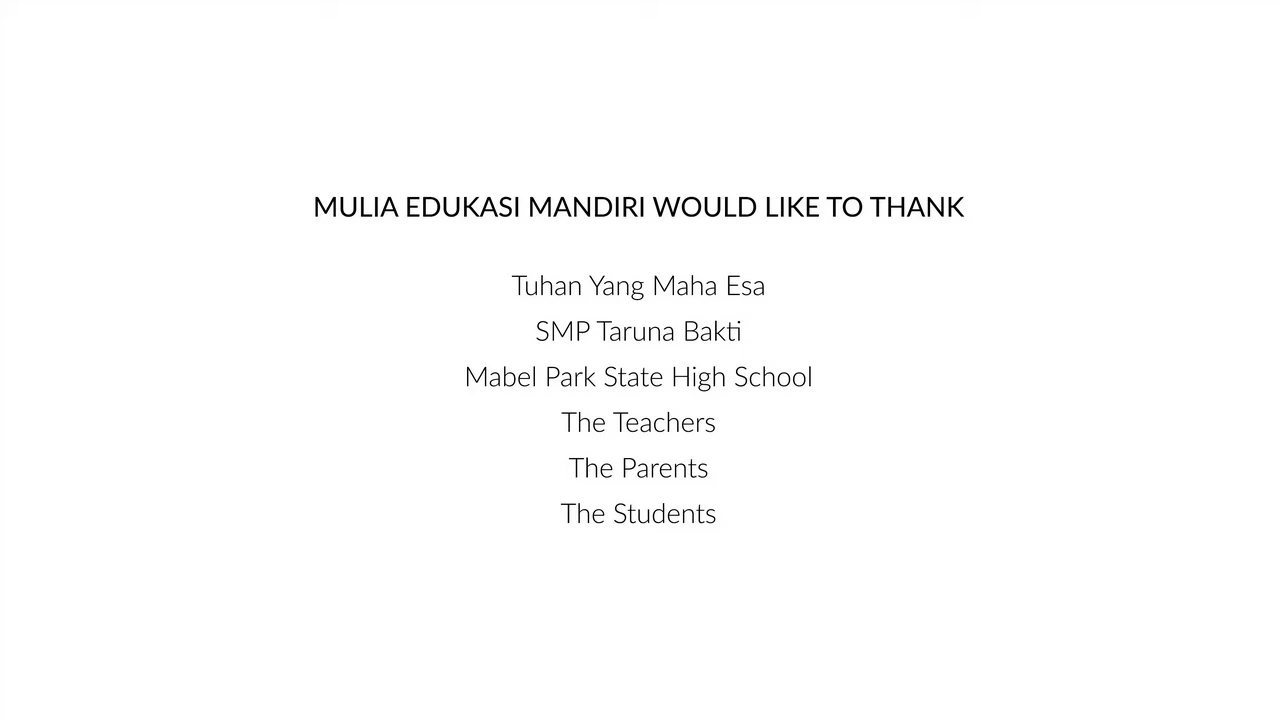 MULIA EDUKASI MANDIRI WOULD LIKE TO THANK
Tuhan Yang Maha Esa
SMP Taruna Bakti
Mabel Park State High School
The Teachers
The Parents
The Students